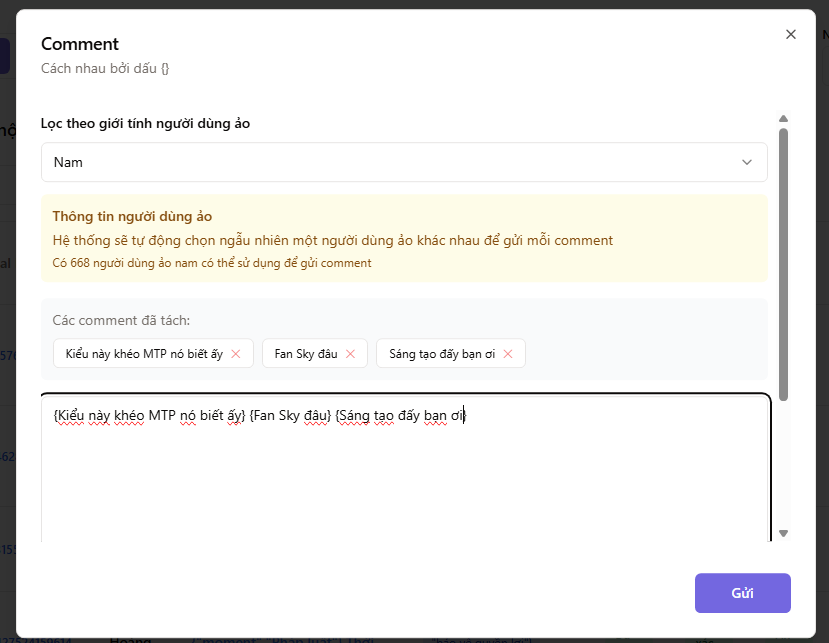 Comment
Cách nhau bởi dấu {}
Lọc theo giới tính người dùng ảo
Nam
Thông tin người dùng ảo
Hệ thống sẽ tự động chọn ngẫu nhiên một người dùng ảo khác nhau để gửi mỗi comment
Có 668 người dùng ảo nam có thể sử dụng để gửi comment
Các comment đã tách:
Kiểu này khéo MTP nó biết ấy
Fan Sky đâu
Sáng tạo đấy bạn ơi
{Kiểu này khéo MTP nó biết ấy} {Fan Sky đâu} {Sáng tạo đấy bạn ơi}
Gửi